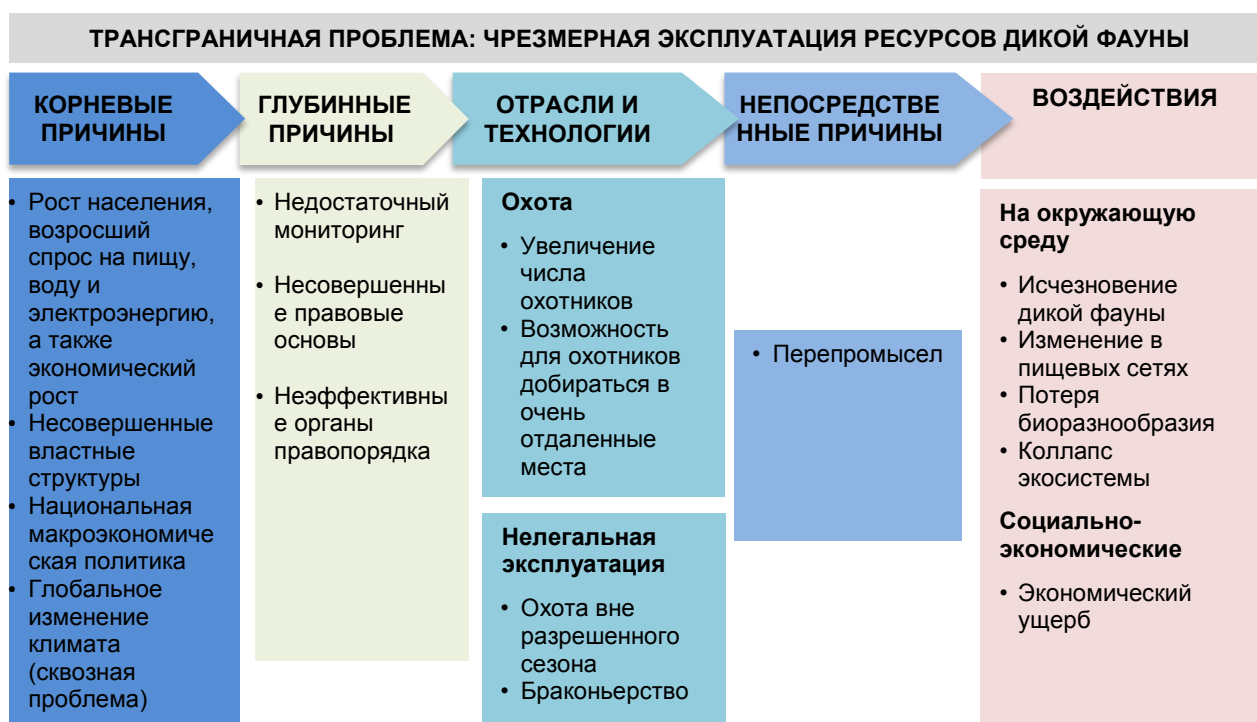 ТРАНСГРАНИЧНАЯ ПРОБЛЕМА: ЧРЕЗМЕРНАЯ ЭКСПЛУАТАЦИЯ РЕСУРСОВ ДИКОЙ ФАУНЫ
КОРНЕВЫЕ
ПРИЧИНЫ
ГЛУБИННЫЕ
ПРИЧИНЫ
ОТРАСЛИ И
ТЕХНОЛОГИИ
НЕПОСРЕДСТВЕ
ННЫЕ ПРИЧИНЫ
ВОЗДЕЙСТВИЯ
• Рост населения,
возросший
спрос на пищу,
воду и
электроэнергию,
а также
экономический
рост
• Несовершенные
властные
структуры
• Национальная
макроэкономиче
ская политика
• Глобальное
изменение
климата
(сквозная
проблема)
• Недостаточный
мониторинг
• Несовершенны
е правовые
основы
• Неэффективны
е органы
правопорядка
Охота
• Увеличение
числа
охотников
• Возможность
для охотников
добираться в
очень
отдаленные
места
Нелегальная
эксплуатация
• Охота вне
разрешенного
сезона
• Браконьерство
• Перепромысел
На окружающую
среду
• Исчезновение
дикой фауны
• Изменение в
пищевых сетях
• Потеря
биоразнообразия
• Коллапс
экосистемы
Социально-
экономические
• Экономический
ущерб